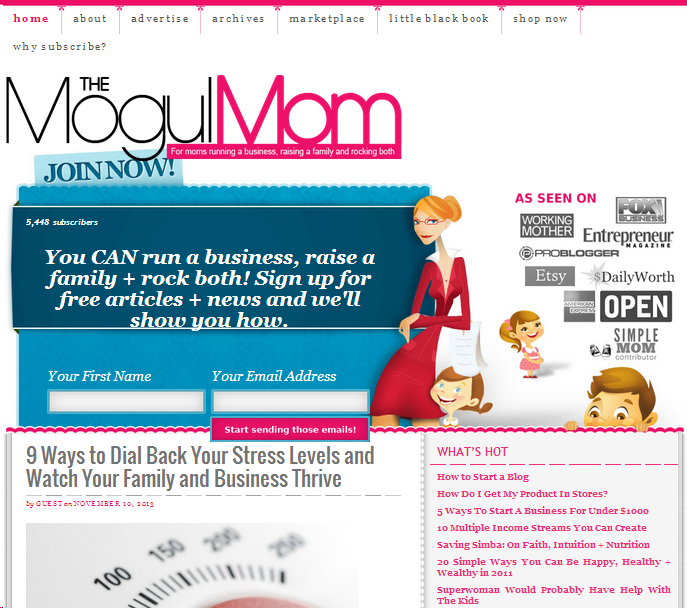 home about advertise archives marketplace little black book shop now
why subscribe?
THE
MogulMom
For moms running a business, raising a family and rocking both
JOIN NOW!
5,448 subscribers
You CAN run a business, raise a
family + rock both! Sign up for
free articles + news and we'll
show you how.
Your First Name Your Email Address
Start sending those emails!
AS SEEN ON
FOX
BUSINESS
WORKING
MOTHER
Entrepreneur
MAGAZINE
PROBLOGGER
Etsy
$DailyWorth
AMERICAN
EXPRESS
OPEN
SIMPLE
MOM
contributor
9 Ways to Dial Back Your Stress Levels and
Watch Your Family and Business Thrive
by GUEST on NOVEMBER 10, 2013
100 150 200 250
WHAT'S HOT
How to Start a Blog
How Do I Get My Product In Stores?
5 Ways To Start A Business For Under $1000
10 Multiple Income Streams You Can Create
Saving Simba: On Faith, Intuition + Nutrition
20 Simple Ways You Can Be Happy, Healthy +
Wealthy in 2011
Superwoman Would Probably Have Help With
The Kids